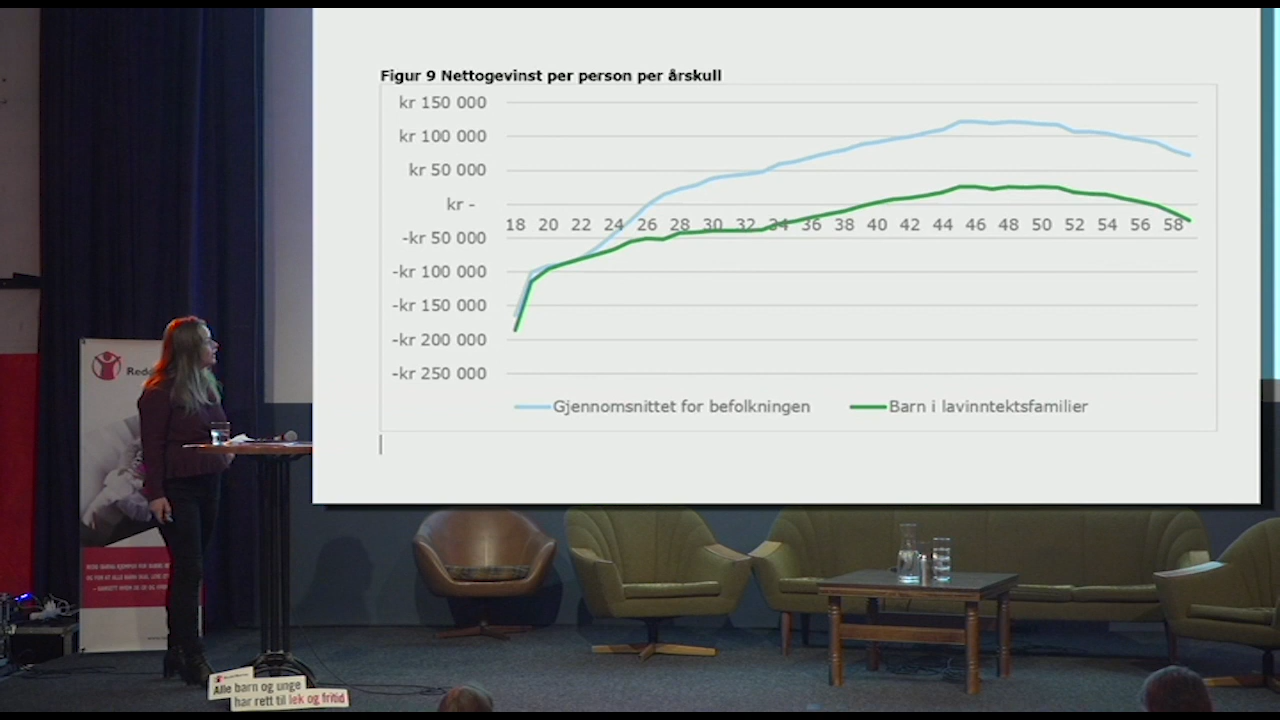 Figur 9 Nettogevinst per person per årskull
kr 150 000
kr 100 000
kr 50 000
kr -
-kr 50 000
-kr 100 000
-kr 150 000
-kr 200 000
-kr 250 000
18 20 22 24 26 28 30 32 34 36 38 40 42 44 46 48 50 52 54 56 58
Gjennomsnittet for befolkningen
Barn i lavinntektsfamilier
Alle barn og unge
har rett til lek og fritid